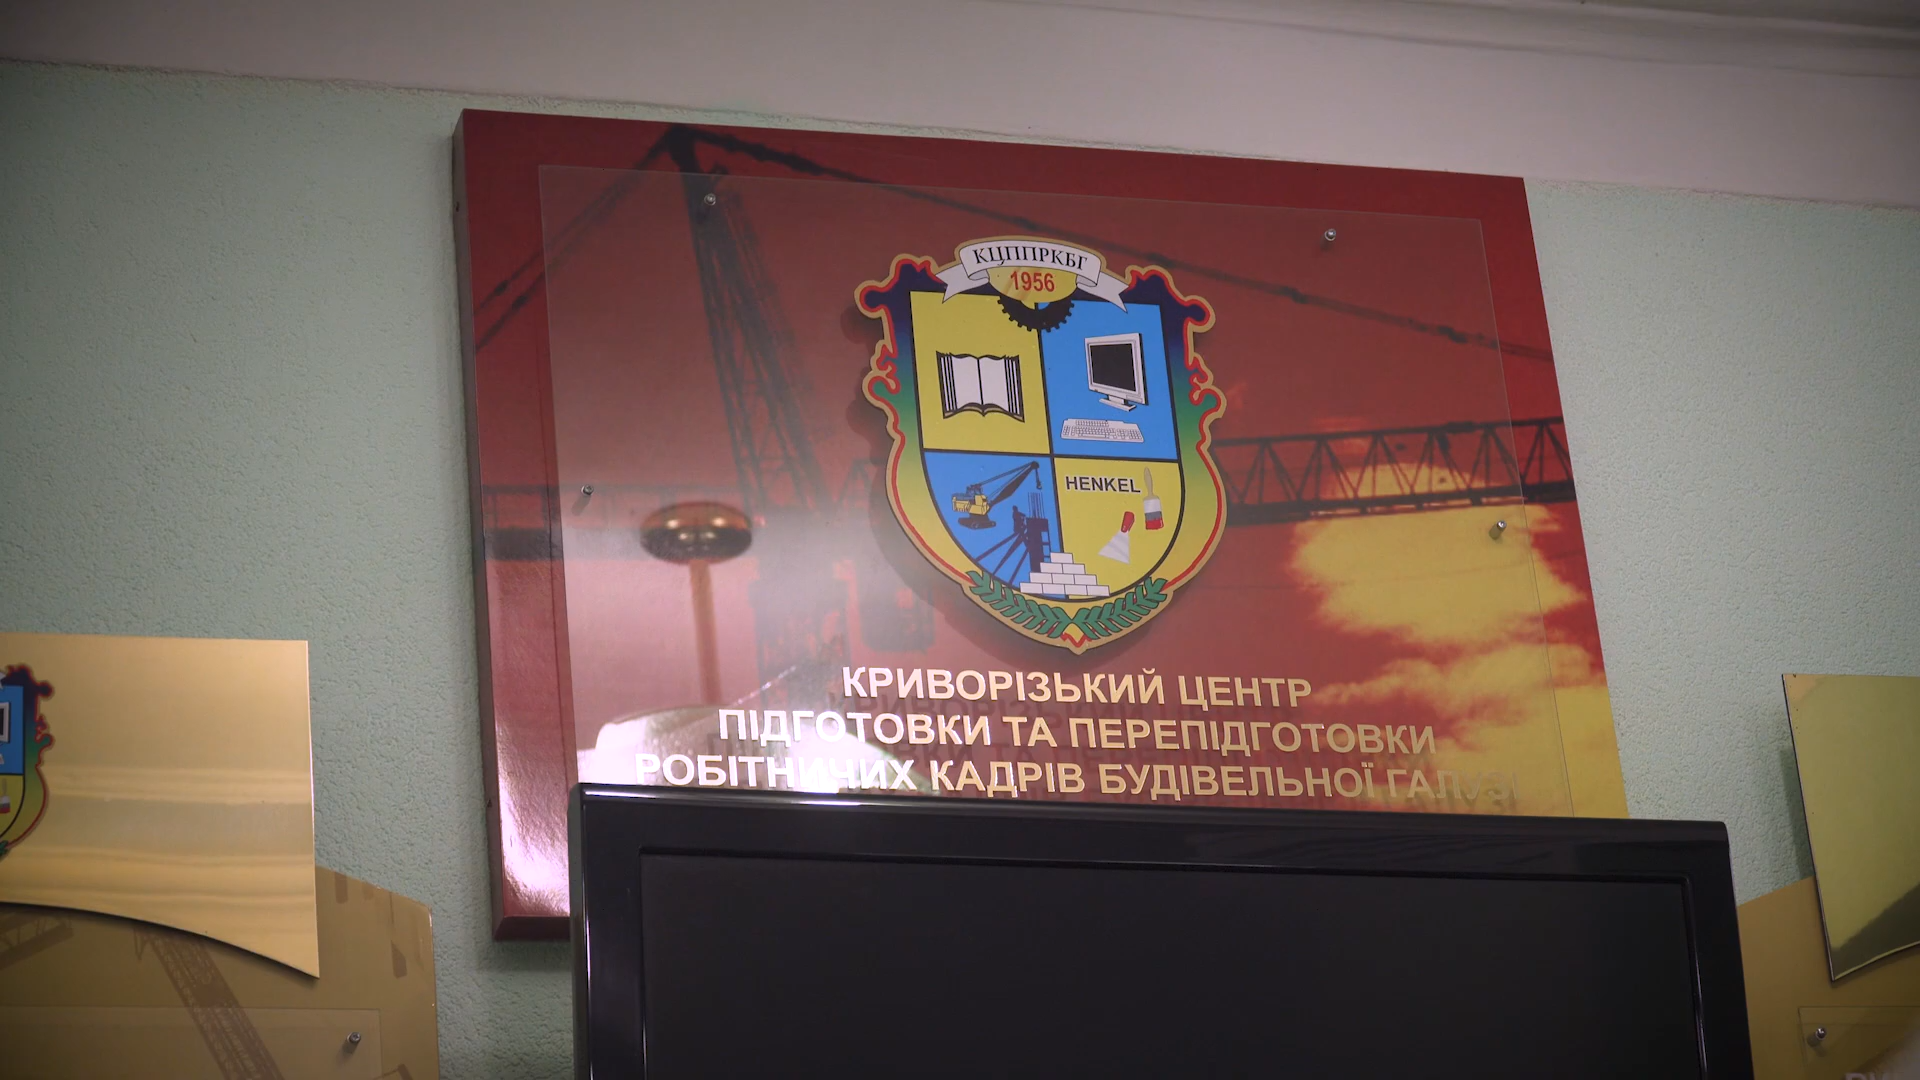 КЦППРКБГ
1956
HENKEL
КРИВОРІЗЬКИЙ ЦЕНТР
ПІДГОТОВКИ ТА ПЕРЕПІДГОТОВКИ
РОБІТНИЧИХ КАДРІВ БУДІВЕЛЬНОЇ ГАЛУЗІ